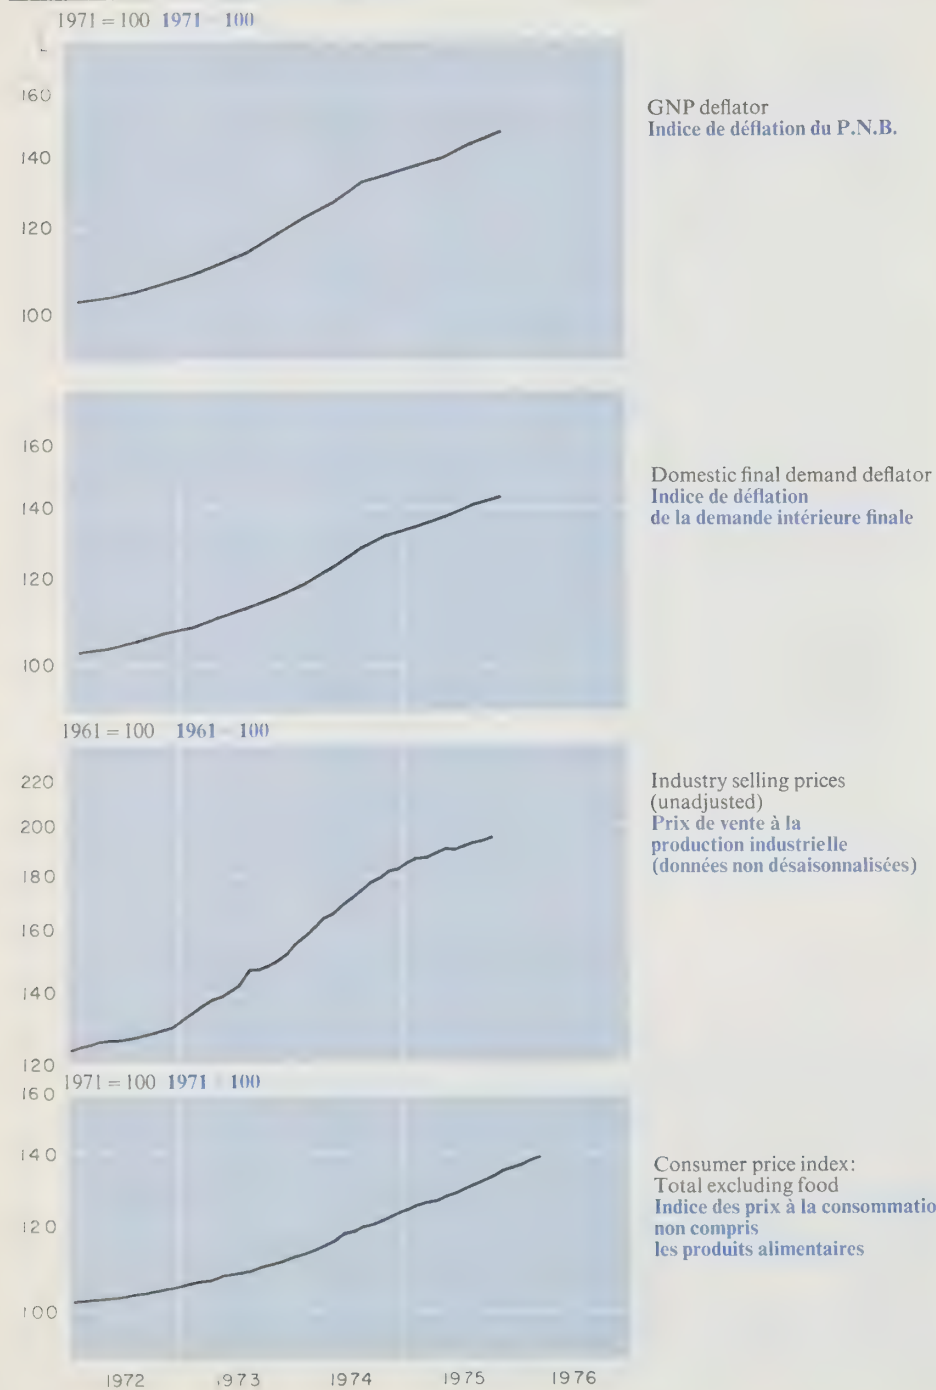 1971 = 100 1971 = 100
160
140
120
100
GNP deflator
Indice de déflation du P.N.B.
160
140
120
100
Domestic final demand deflator
Indice de déflation
de la demande intérieure finale
1961 = 100 1961 = 100
220
200
180
160
140
120
Industry selling prices
(unadjusted)
Prix de vente à la
production industrielle
(données non désaisonnalisées)
1971 = 100 1971 = 100
160
140
120
100
Consumer price index:
Total excluding food
Indice des prix à la consommatio
non compris
les produits alimentaires
1972 1973 1974 1975 1976